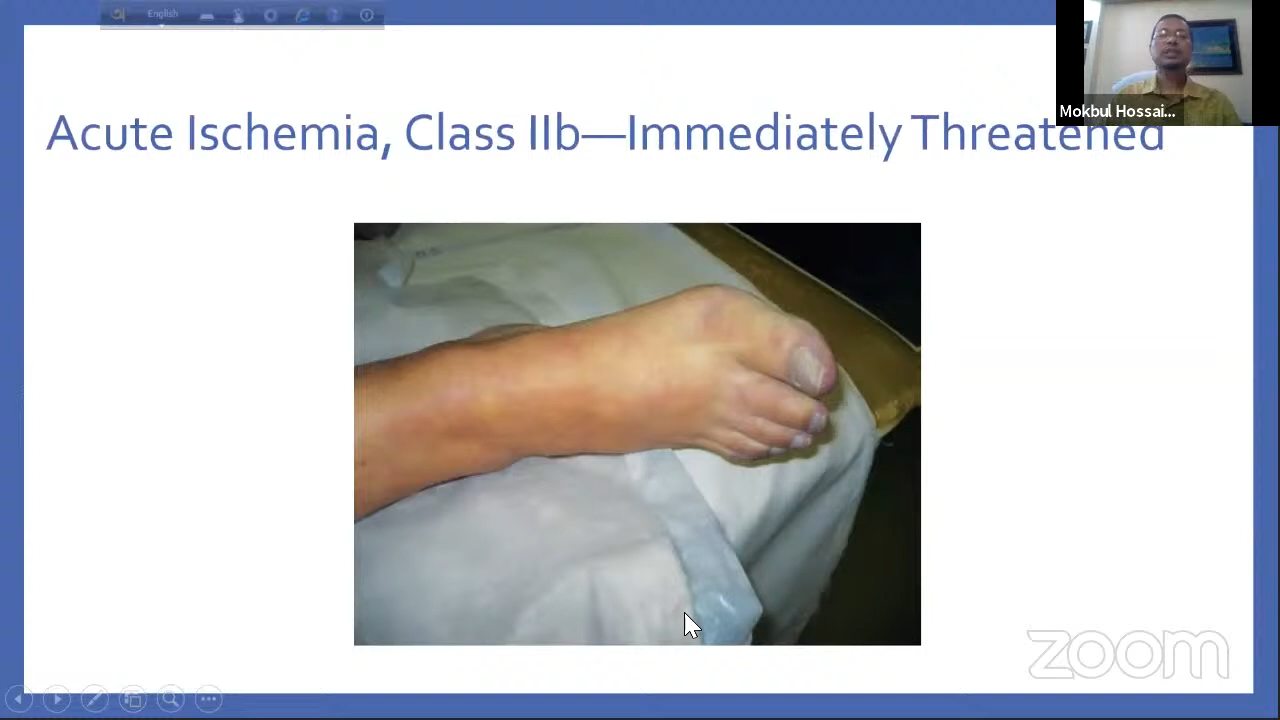 English
Mokbul Hossai...
Acute Ischemia, Class IIb—Immediately Threatened
zoom